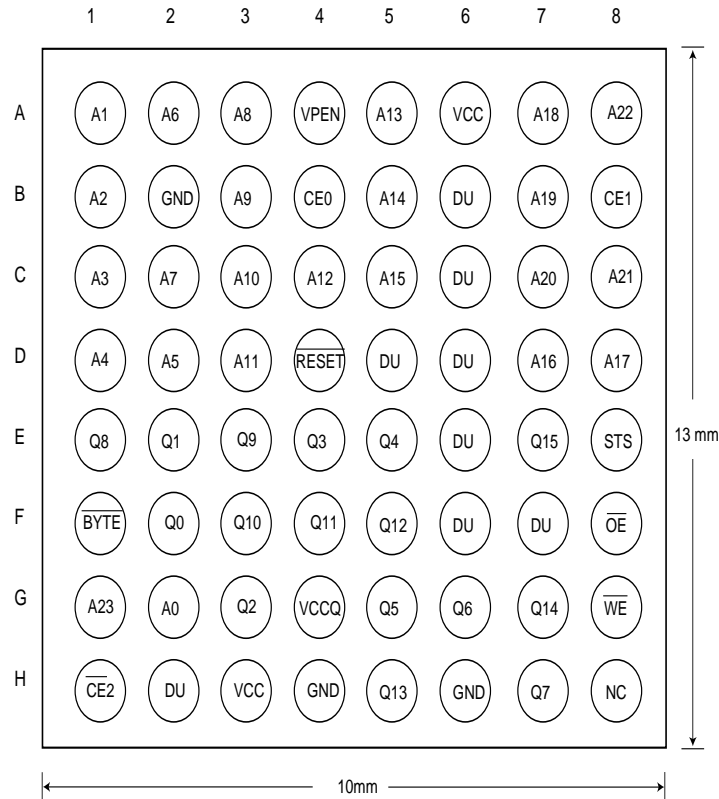 1 2 3 4 5 6 7 8
A A1 A6 A8 VPEN A13 VCC A18 A22
B A2 GND A9 CE0 A14 DU A19 CE1
C A3 A7 A10 A12 A15 DU A20 A21
D A4 A5 A11 RESET DU DU A16 A17
E Q8 Q1 Q9 Q3 Q4 DU Q15 STS
13 mm
F BYTE Q0 Q10 Q11 Q12 DU DU OE
G A23 A0 Q2 VCCQ Q5 Q6 Q14 WE
H CE2 DU VCC GND Q13 GND Q7 NC
10mm